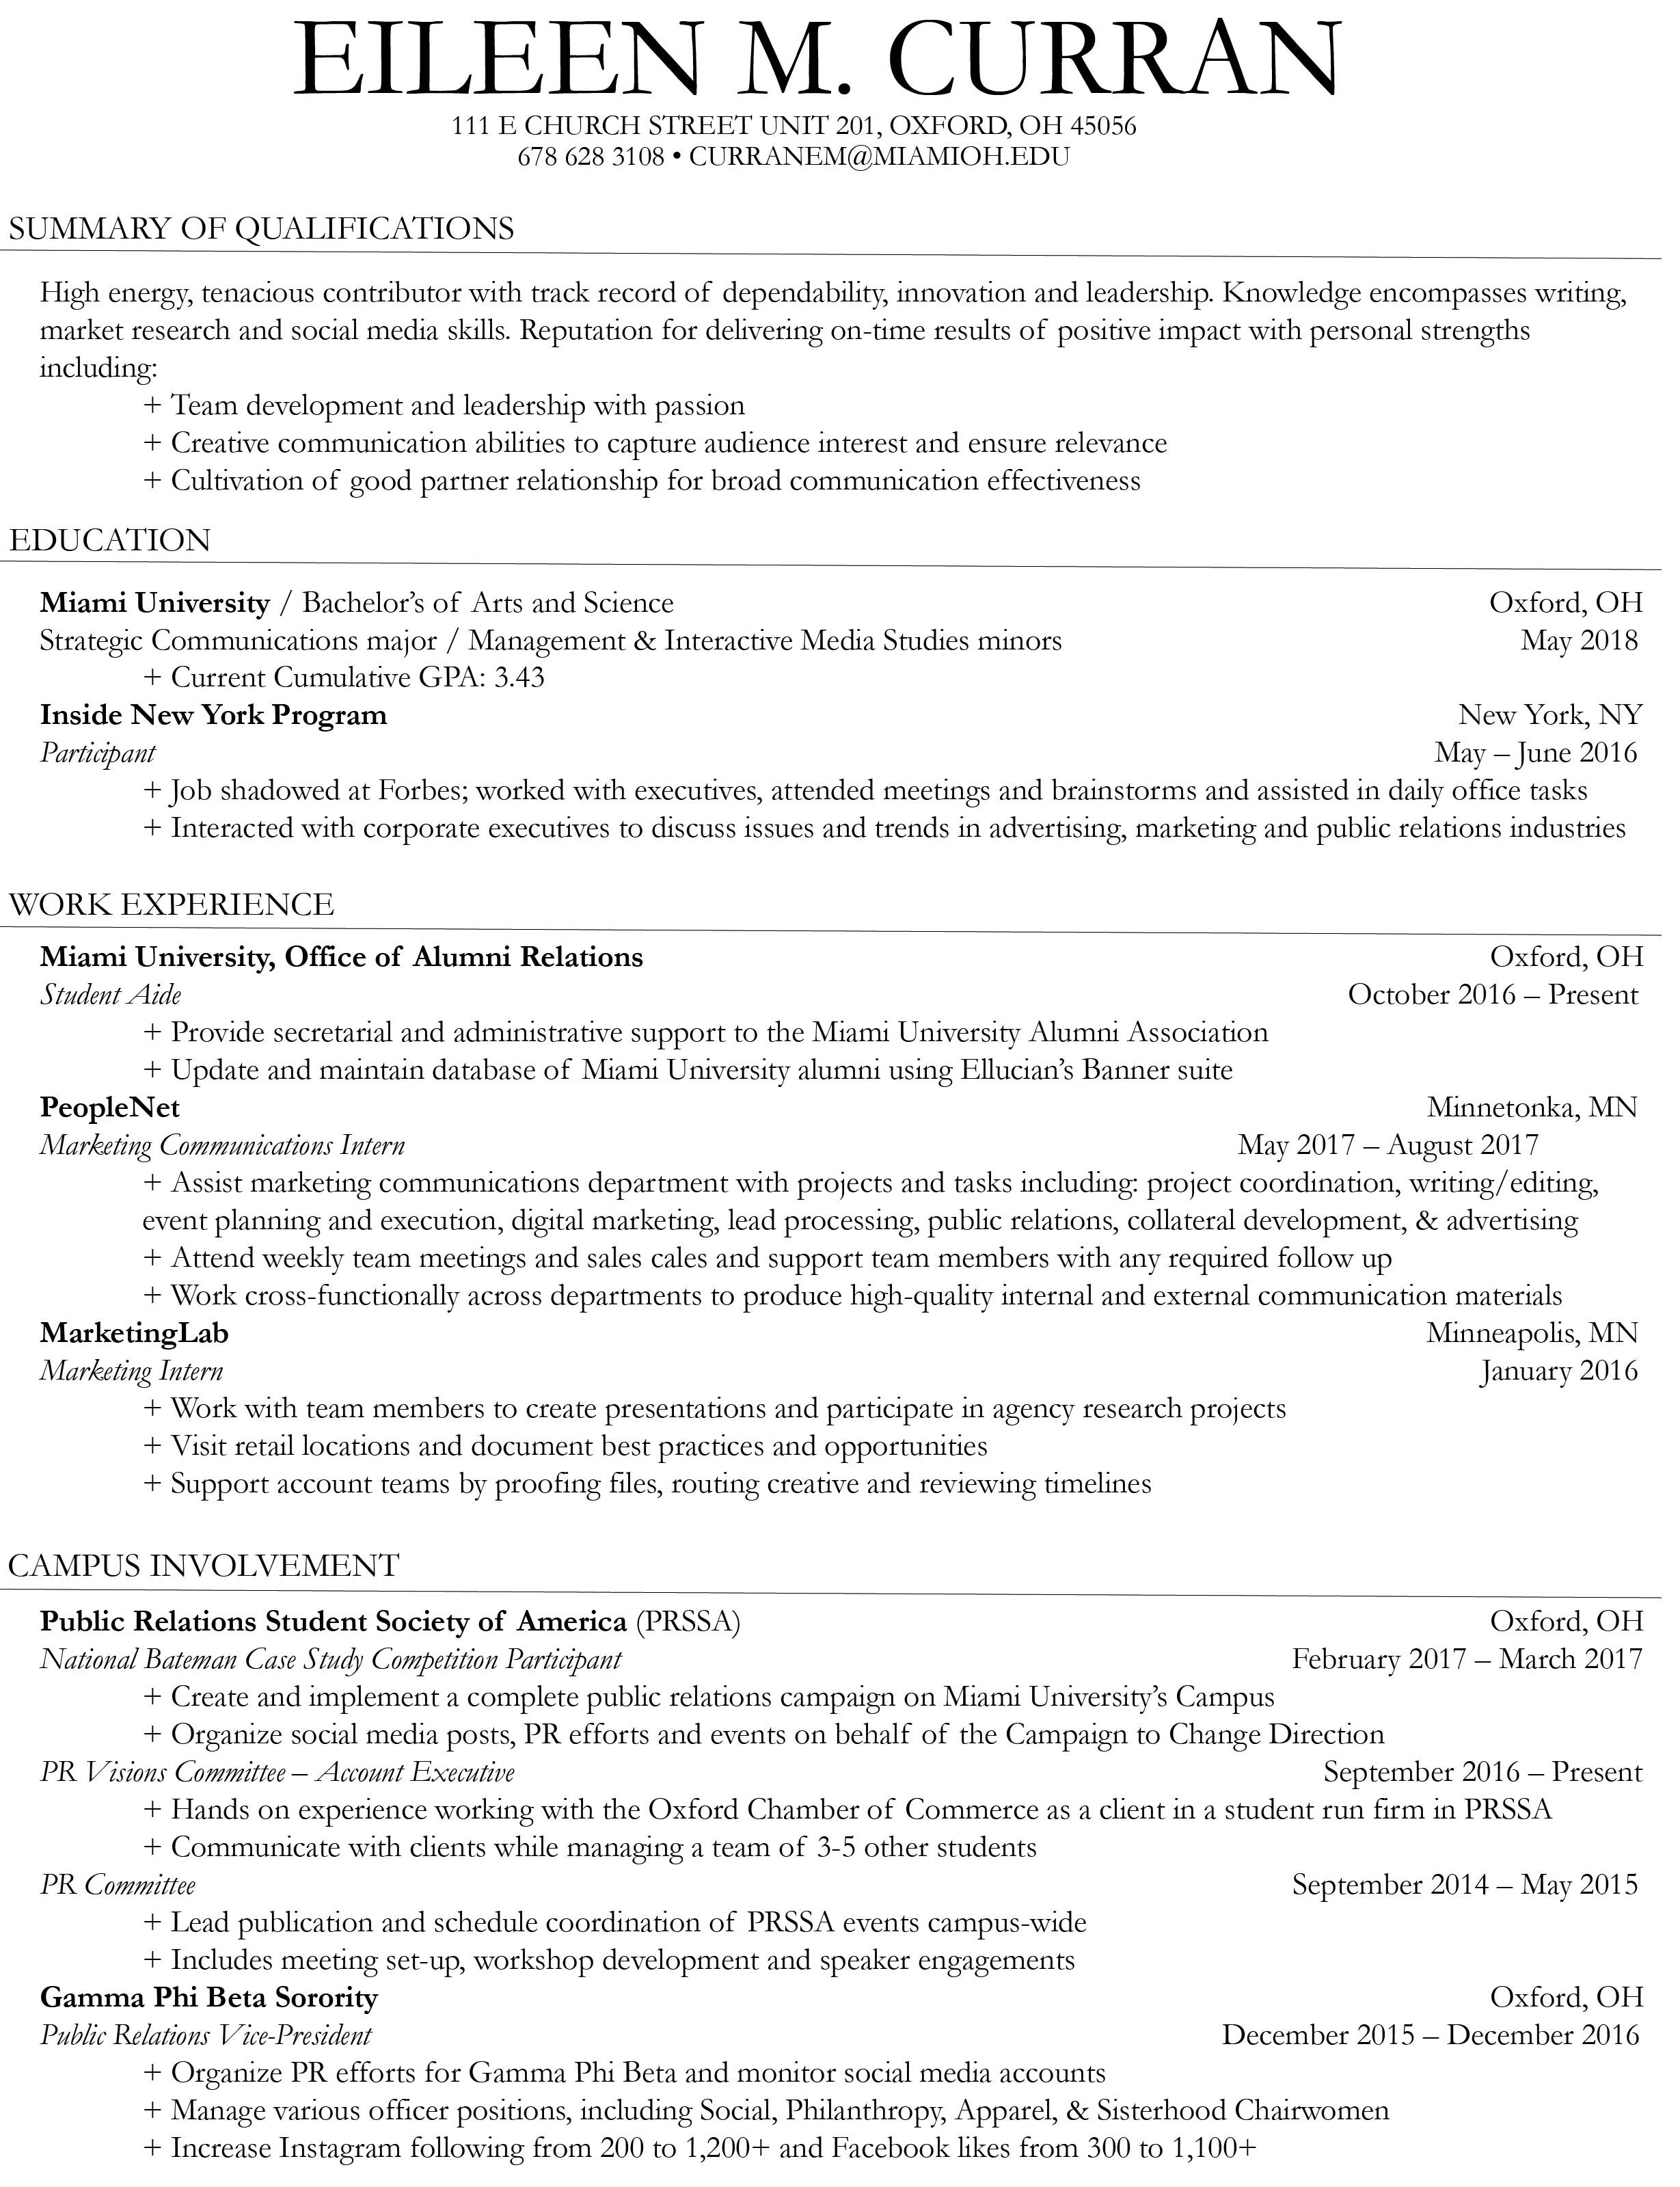 EILEEN M. CURRAN
111 E CHURCH STREET UNIT 201, OXFORD, OH 45056
678 628 3108 • CURRANEM@MIAMIOH.EDU
SUMMARY OF QUALIFICATIONS
High energy, tenacious contributor with track record of dependability, innovation and leadership. Knowledge encompasses writing,
market research and social media skills. Reputation for delivering on-time results of positive impact with personal strengths
including:
+ Team development and leadership with passion
+ Creative communication abilities to capture audience interest and ensure relevance
+ Cultivation of good partner relationship for broad communication effectiveness
EDUCATION
Miami University / Bachelor's of Arts and Science Oxford, OH
Strategic Communications major / Management & Interactive Media Studies minors May 2018
+ Current Cumulative GPA: 3.43
Inside New York Program New York, NY
Participant May – June 2016
+ Job shadowed at Forbes; worked with executives, attended meetings and brainstorms and assisted in daily office tasks
+ Interacted with corporate executives to discuss issues and trends in advertising, marketing and public relations industries
WORK EXPERIENCE
Miami University, Office of Alumni Relations Oxford, OH
Student Aide October 2016 – Present
+ Provide secretarial and administrative support to the Miami University Alumni Association
+ Update and maintain database of Miami University alumni using Ellucian's Banner suite
PeopleNet Minnetonka, MN
Marketing Communications Intern May 2017 – August 2017
+ Assist marketing communications department with projects and tasks including: project coordination, writing/editing,
event planning and execution, digital marketing, lead processing, public relations, collateral development, & advertising
+ Attend weekly team meetings and sales cales and support team members with any required follow up
+ Work cross-functionally across departments to produce high-quality internal and external communication materials
MarketingLab Minneapolis, MN
Marketing Intern January 2016
+ Work with team members to create presentations and participate in agency research projects
+ Visit retail locations and document best practices and opportunities
+ Support account teams by proofing files, routing creative and reviewing timelines
CAMPUS INVOLVEMENT
Public Relations Student Society of America (PRSSA) Oxford, OH
National Bateman Case Study Competition Participant February 2017 – March 2017
+ Create and implement a complete public relations campaign on Miami University's Campus
+ Organize social media posts, PR efforts and events on behalf of the Campaign to Change Direction
PR Visions Committee – Account Executive September 2016 – Present
+ Hands on experience working with the Oxford Chamber of Commerce as a client in a student run firm in PRSSA
+ Communicate with clients while managing a team of 3-5 other students
PR Committee September 2014 – May 2015
+ Lead publication and schedule coordination of PRSSA events campus-wide
+ Includes meeting set-up, workshop development and speaker engagements
Gamma Phi Beta Sorority Oxford, OH
Public Relations Vice-President December 2015 – December 2016
+ Organize PR efforts for Gamma Phi Beta and monitor social media accounts
+ Manage various officer positions, including Social, Philanthropy, Apparel, & Sisterhood Chairwomen
+ Increase Instagram following from 200 to 1,200+ and Facebook likes from 300 to 1,100+